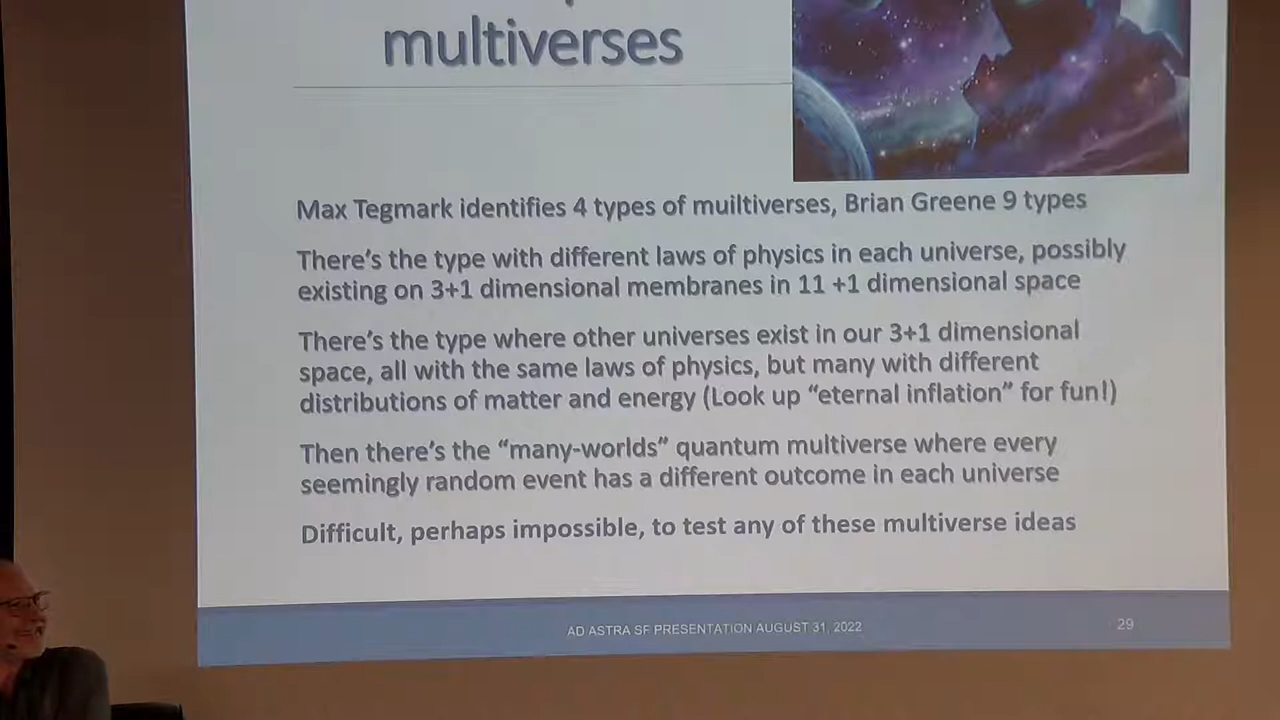 multiverses
Max Tegmark identifies 4 types of muiltiverses, Brian Greene 9 types
There's the type with different laws of physics in each universe, possibly
existing on 3+1 dimensional membranes in 11 +1 dimensional space
There's the type where other universes exist in our 3+1 dimensional
space, all with the same laws of physics, but many with different
distributions of matter and energy (Look up “eternal inflation” for fun!)
Then there's the “many-worlds” quantum multiverse where every
seemingly random event has a different outcome in each universe
Difficult, perhaps impossible, to test any of these multiverse ideas
AD ASTRA SF PRESENTATION AUGUST 31, 2022
29